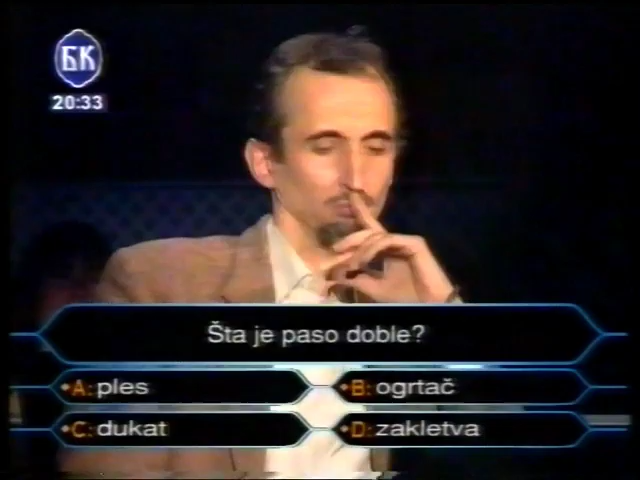 БК
20:33
Šta je paso doble?
A: ples
B: ogrtač
C: dukat
D: zakletva